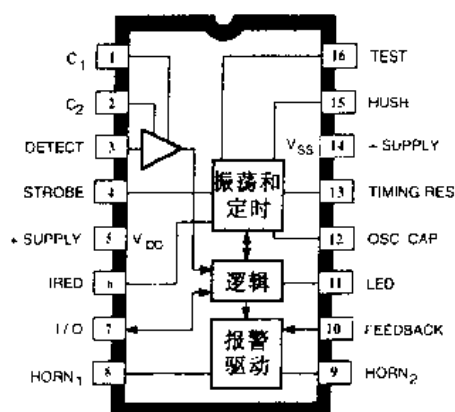 C1 1 16 TEST
C2 2 15 HUSH
DETECT 3 VSS 14 - SUPPLY
STROBE 4 振荡和定时 13 TIMING RES
+ SUPPLY 5 VDD 12 OSC CAP
IRED 6 逻辑 11 LED
I/O 7 10 FEEDBACK
报警驱动
HORN1 8 9 HORN2